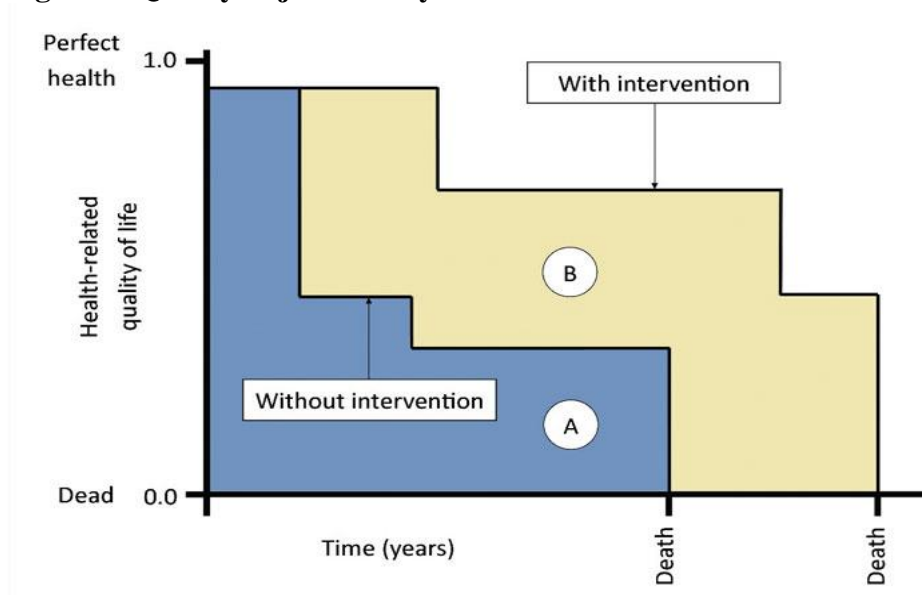 Perfect
health
1.0
With intervention
Health-related
quality of life
B
Without intervention
A
Dead
0.0
Time (years)
Death
Death